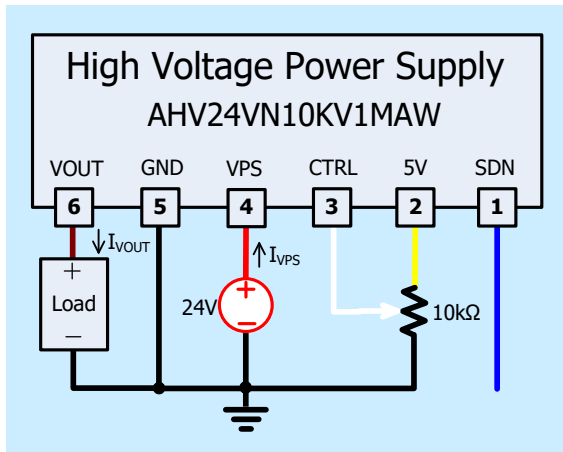 High Voltage Power Supply
AHV24VN10KV1MAW
VOUT GND VPS CTRL 5V SDN
6 5 4 3 2 1
↓IVOUT ↑IVPS
+
Load
−
24V
+
−
10kΩ